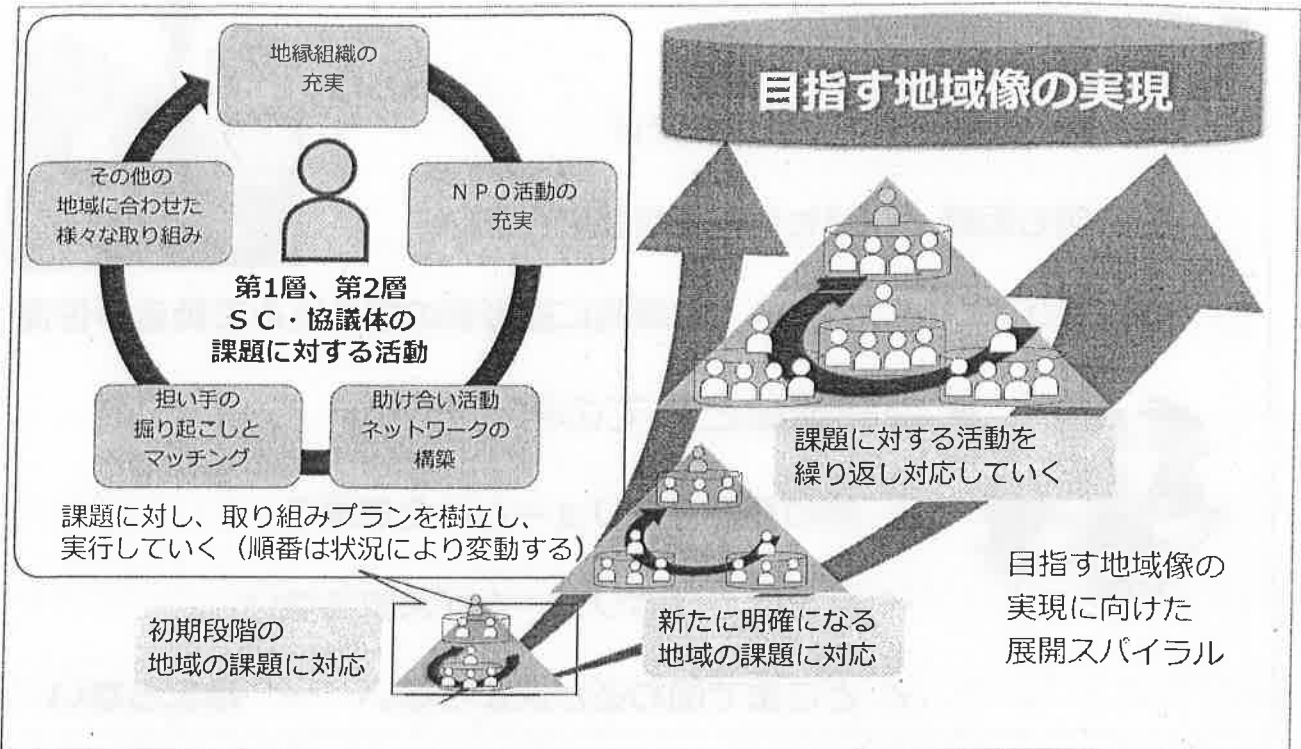 地縁組織の
充実
その他の
地域に合わせた
様々な取り組み
NPO活動の
充実
第1層、第2層
SC・協議体の
課題に対する活動
担い手の
掘り起こしと
マッチング
助け合い活動
ネットワークの
構築
課題に対し、取り組みプランを樹立し、
実行していく(順番は状況により変動する)
目指す地域像の実現
課題に対する活動を
繰り返し対応していく
初期段階の
地域の課題に対応
新たに明確になる
地域の課題に対応
目指す地域像の
実現に向けた
展開スパイラル